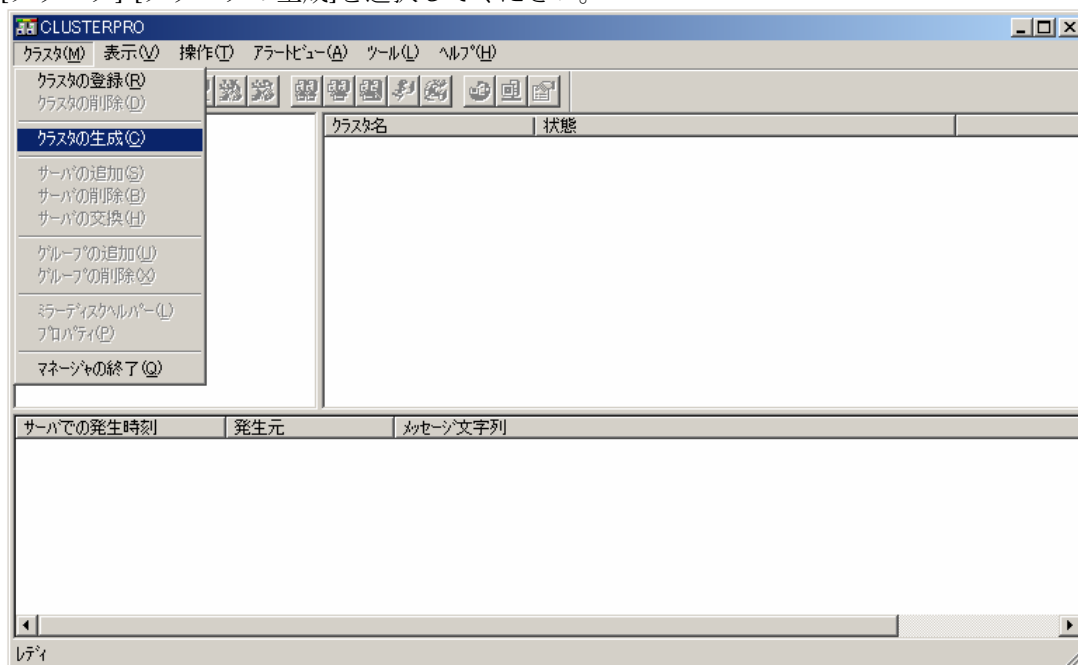 [クラスタ]-[クラスタの生成]を選択してください。
CLUSTERPRO
ｸﾗｽﾀ(M) 表示(V) 操作(T) ｱﾗｰﾄﾋﾞｭｰ(A) ﾂｰﾙ(L) ﾍﾙﾌﾟ(H)
ｸﾗｽﾀの登録(R)
ｸﾗｽﾀの削除(D)
ｸﾗｽﾀの生成(C)
ｻｰﾊﾞの追加(S)
ｻｰﾊﾞの削除(B)
ｻｰﾊﾞの交換(H)
ｸﾞﾙｰﾌﾟの追加(U)
ｸﾞﾙｰﾌﾟの削除(X)
ﾐﾗｰﾃﾞｨｽｸﾍﾙﾊﾟｰ(L)
ﾌﾟﾛﾊﾟﾃｨ(P)
ﾏﾈｰｼﾞｬの終了(Q)
ｸﾗｽﾀ名 状態
ｻｰﾊﾞでの発生時刻 発生元 ﾒｯｾｰｼﾞ文字列
ﾚﾃﾞｨ